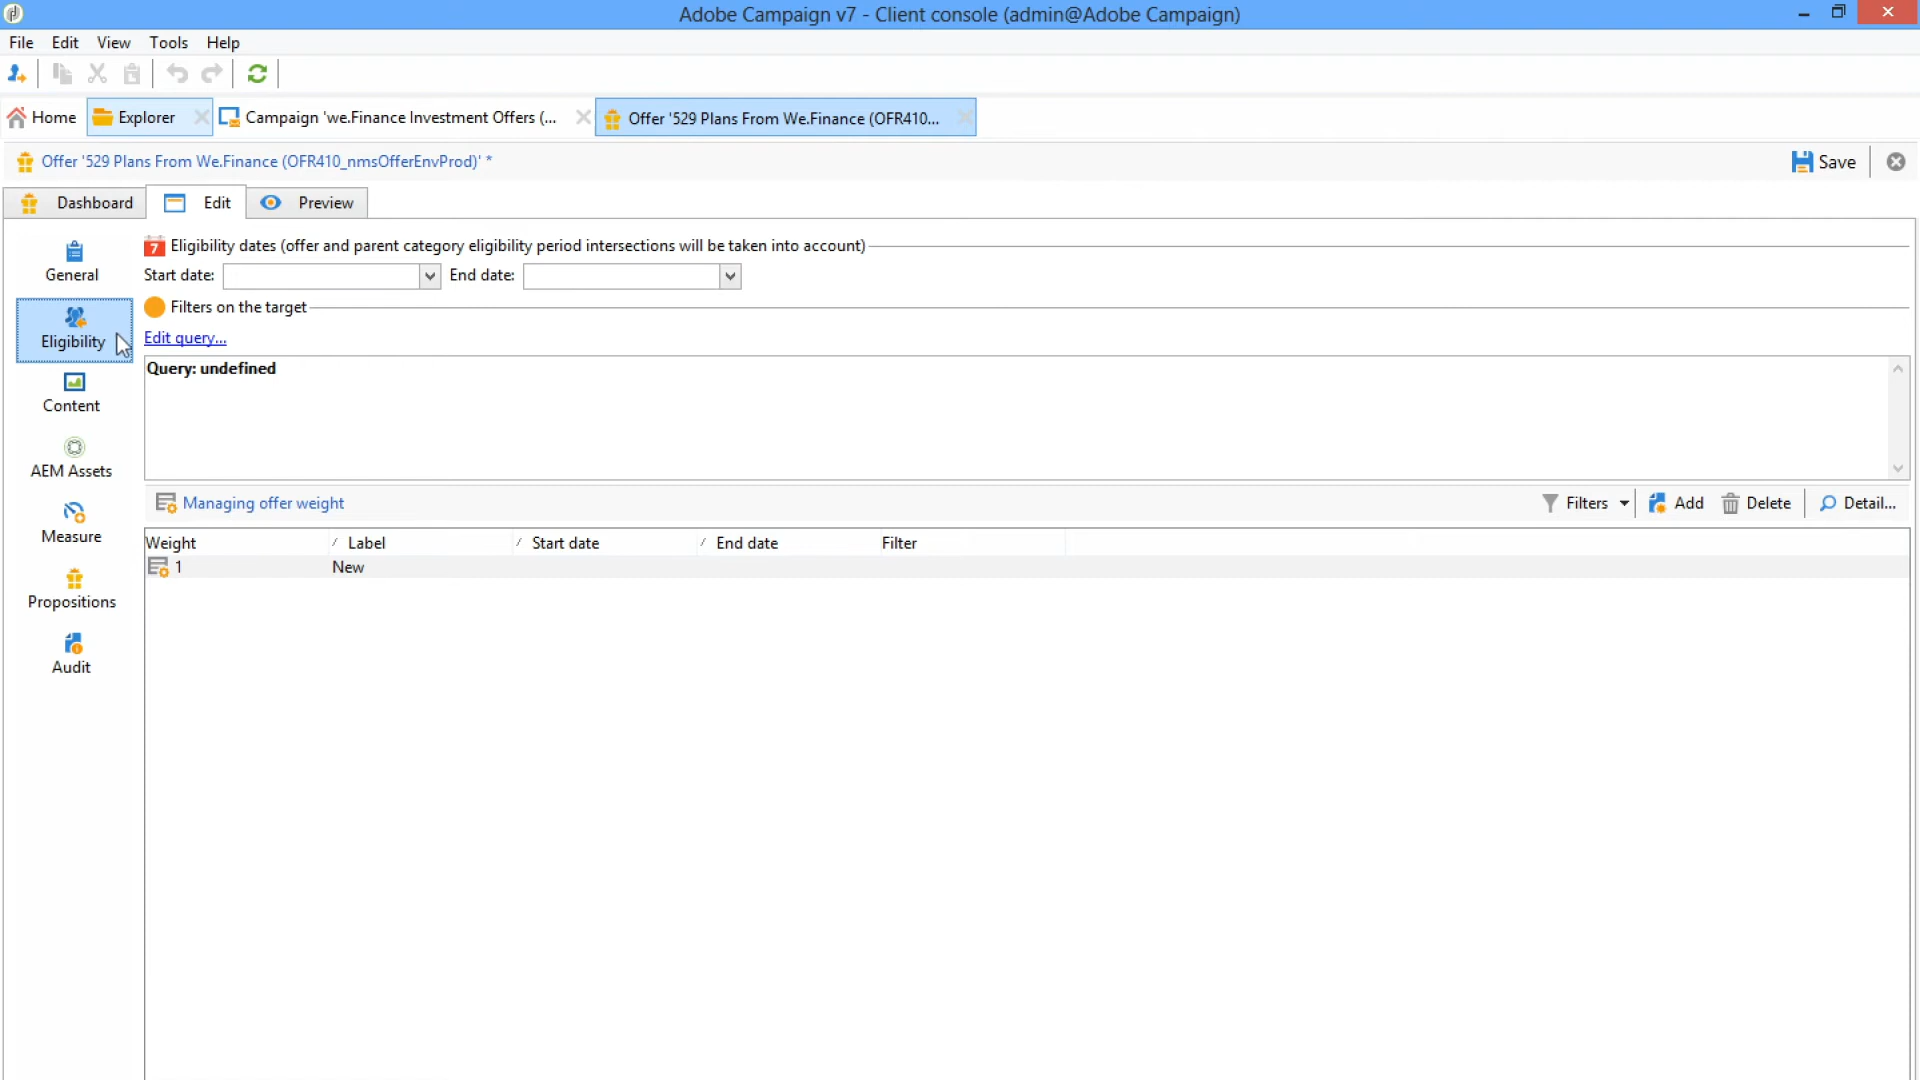 Adobe Campaign v7 - Client console (admin@Adobe Campaign)
File Edit View Tools Help
Home Explorer Campaign 'we.Finance Investment Offers (... Offer '529 Plans From We.Finance (OFR410...
Offer '529 Plans From We.Finance (OFR410_nmsOfferEnvProd)' * Save
Dashboard Edit Preview
7 Eligibility dates (offer and parent category eligibility period intersections will be taken into account)
General Start date: End date:
Filters on the target
Eligibility Edit query...
Query: undefined
Content
AEM Assets
Managing offer weight Filters Add Delete Detail...
Measure Weight Label Start date End date Filter
1 New
Propositions
Audit